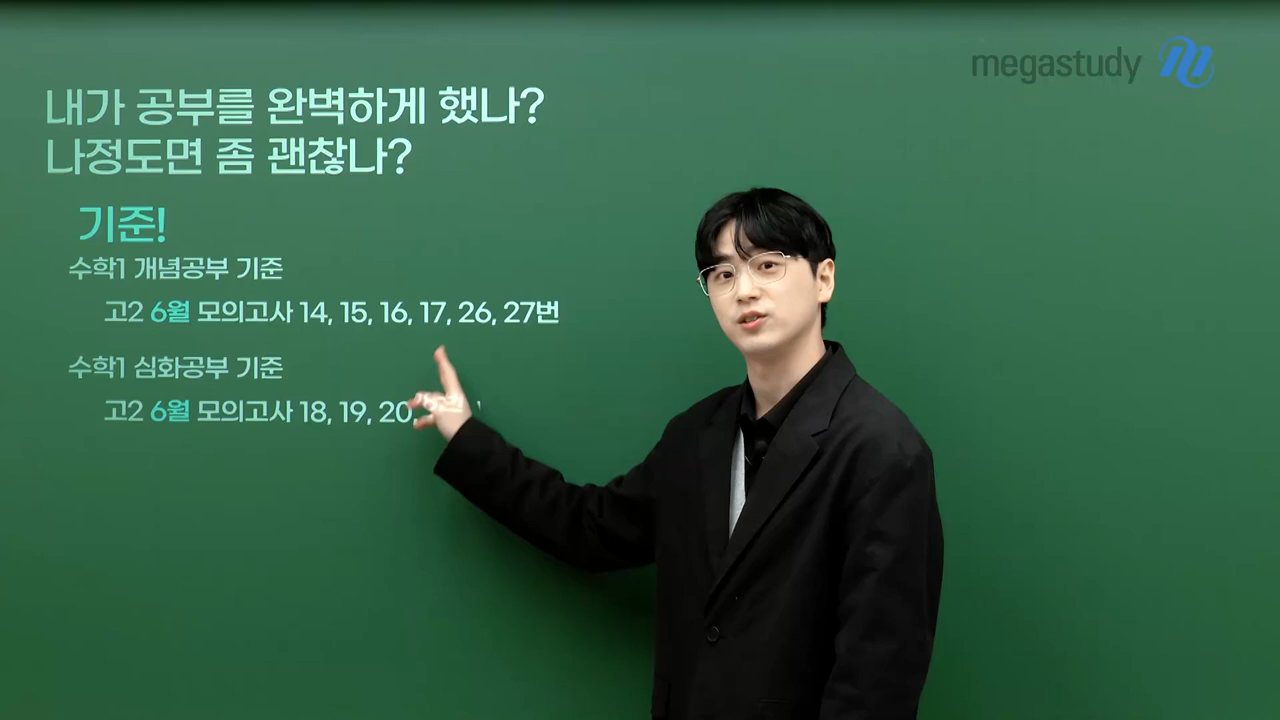 megastudy
내가 공부를 완벽하게 했나?
나정도면 좀 괜찮나?
기준!
수학1 개념공부 기준
고2 6월 모의고사 14, 15, 16, 17, 26, 27번
수학1 심화공부 기준
고2 6월 모의고사 18, 19, 20,